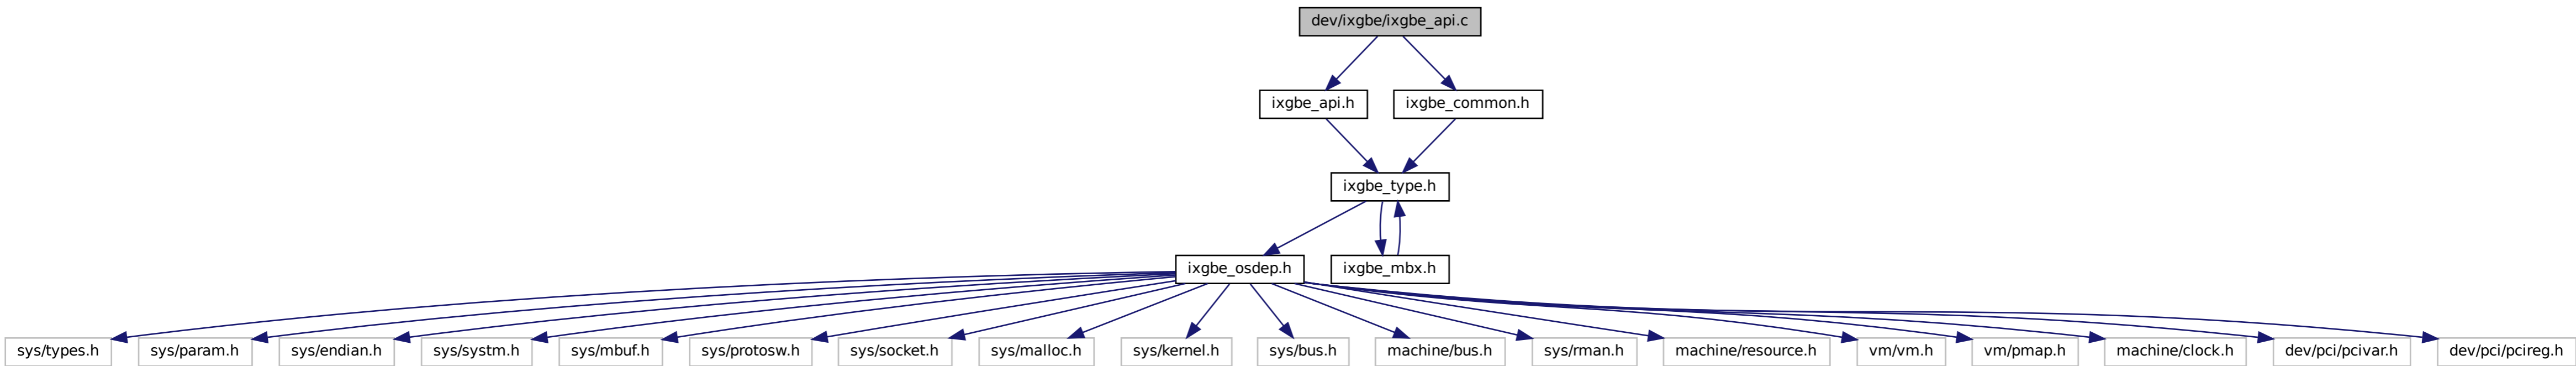 dev/ixgbe/ixgbe_api.c
ixgbe_api.h
ixgbe_common.h
ixgbe_type.h
ixgbe_osdep.h
ixgbe_mbx.h
sys/types.h
sys/param.h
sys/endian.h
sys/systm.h
sys/mbuf.h
sys/protosw.h
sys/socket.h
sys/malloc.h
sys/kernel.h
sys/bus.h
machine/bus.h
sys/rman.h
machine/resource.h
vm/vm.h
vm/pmap.h
machine/clock.h
dev/pci/pcivar.h
dev/pci/pcireg.h